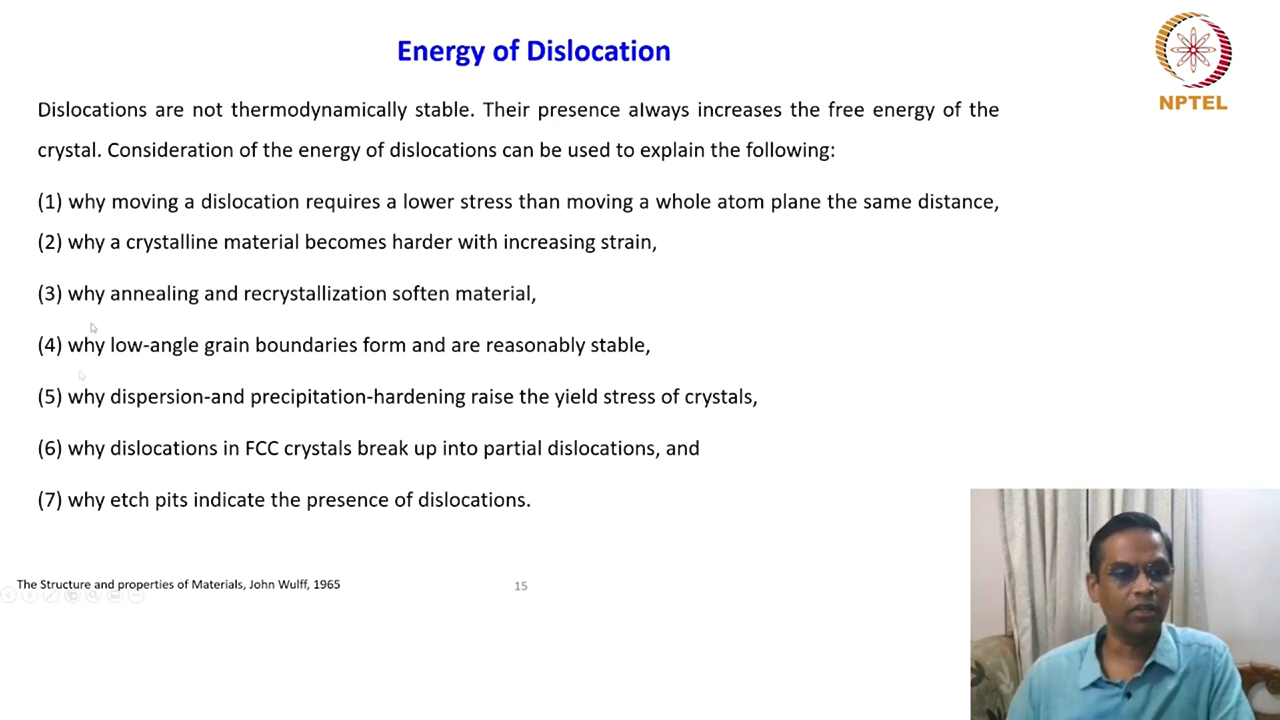 Energy of Dislocation
NPTEL
Dislocations are not thermodynamically stable. Their presence always increases the free energy of the
crystal. Consideration of the energy of dislocations can be used to explain the following:
(1) why moving a dislocation requires a lower stress than moving a whole atom plane the same distance,
(2) why a crystalline material becomes harder with increasing strain,
(3) why annealing and recrystallization soften material,
(4) why low-angle grain boundaries form and are reasonably stable,
(5) why dispersion-and precipitation-hardening raise the yield stress of crystals,
(6) why dislocations in FCC crystals break up into partial dislocations, and
(7) why etch pits indicate the presence of dislocations.
The Structure and properties of Materials, John Wulff, 1965
15